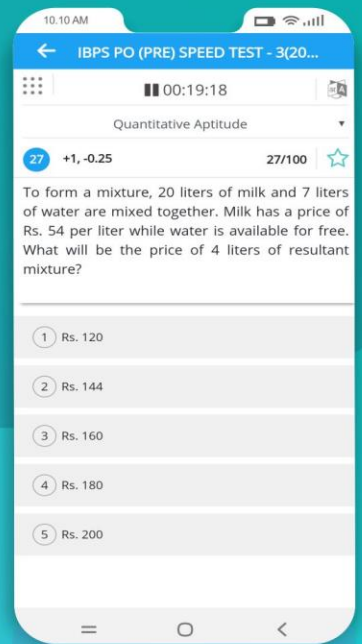 10.10 AM
IBPS PO (PRE) SPEED TEST - 3(20...
00:19:18
Quantitative Aptitude
27 +1, -0.25 27/100
To form a mixture, 20 liters of milk and 7 liters
of water are mixed together. Milk has a price of
Rs. 54 per liter while water is available for free.
What will be the price of 4 liters of resultant
mixture?
1 Rs. 120
2 Rs. 144
3 Rs. 160
4 Rs. 180
5 Rs. 200